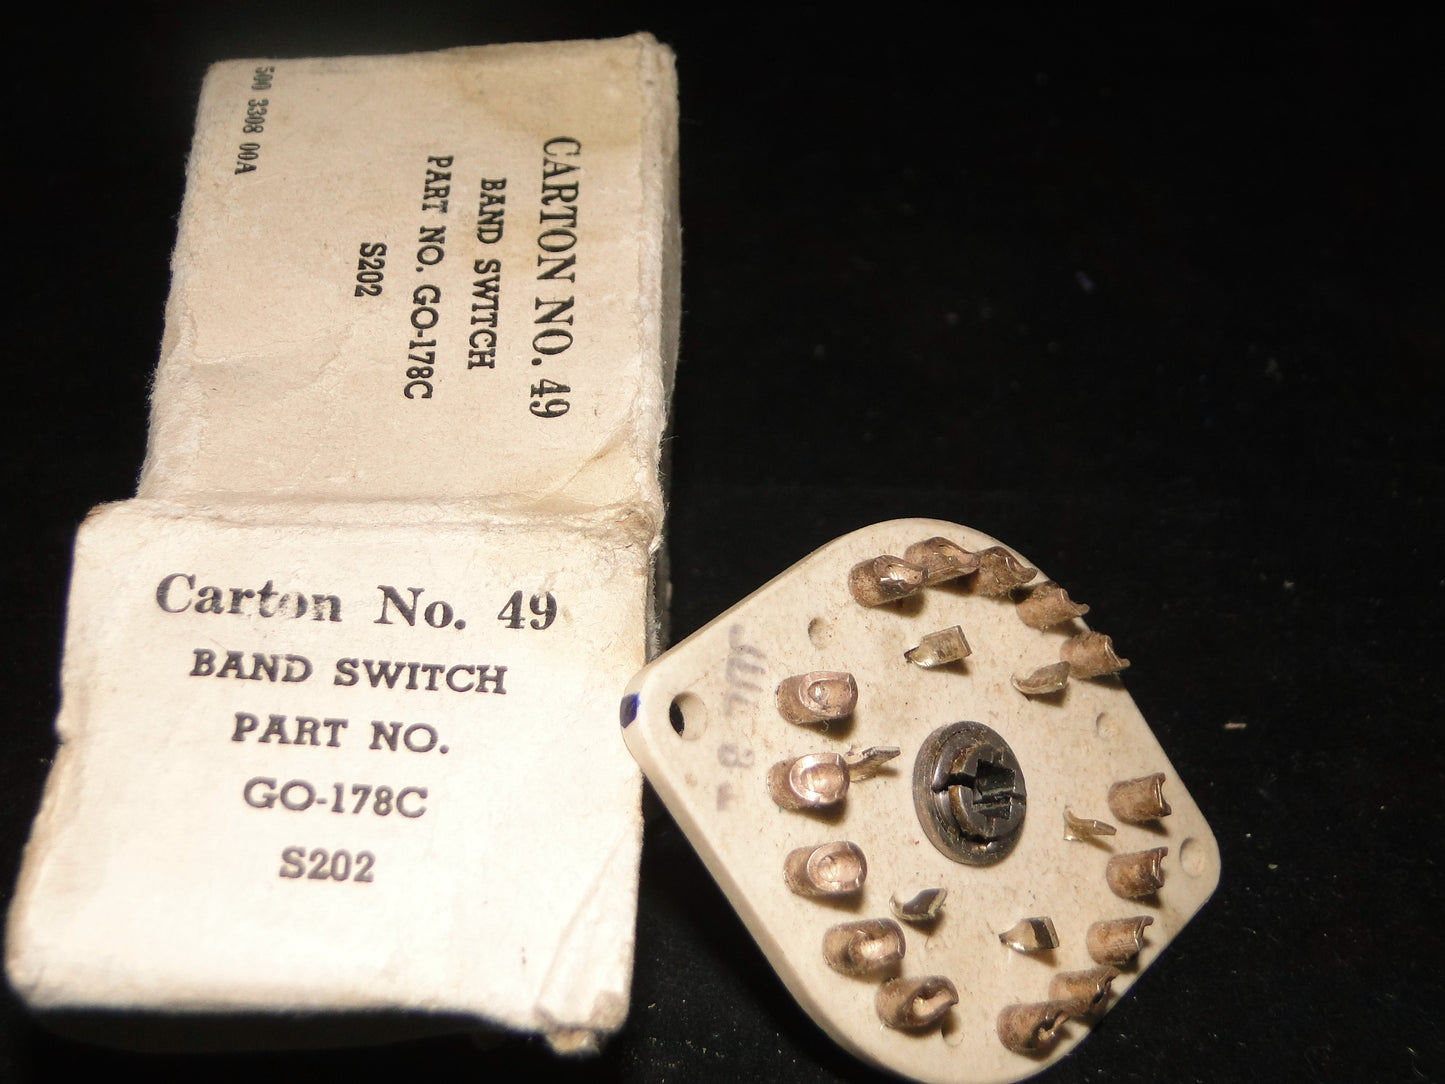 500 3308 00A
CARTON NO. 49
BAND SWITCH
PART NO. GO-178C
S202
Carton No. 49
BAND SWITCH
PART NO.
GO-178C
S202